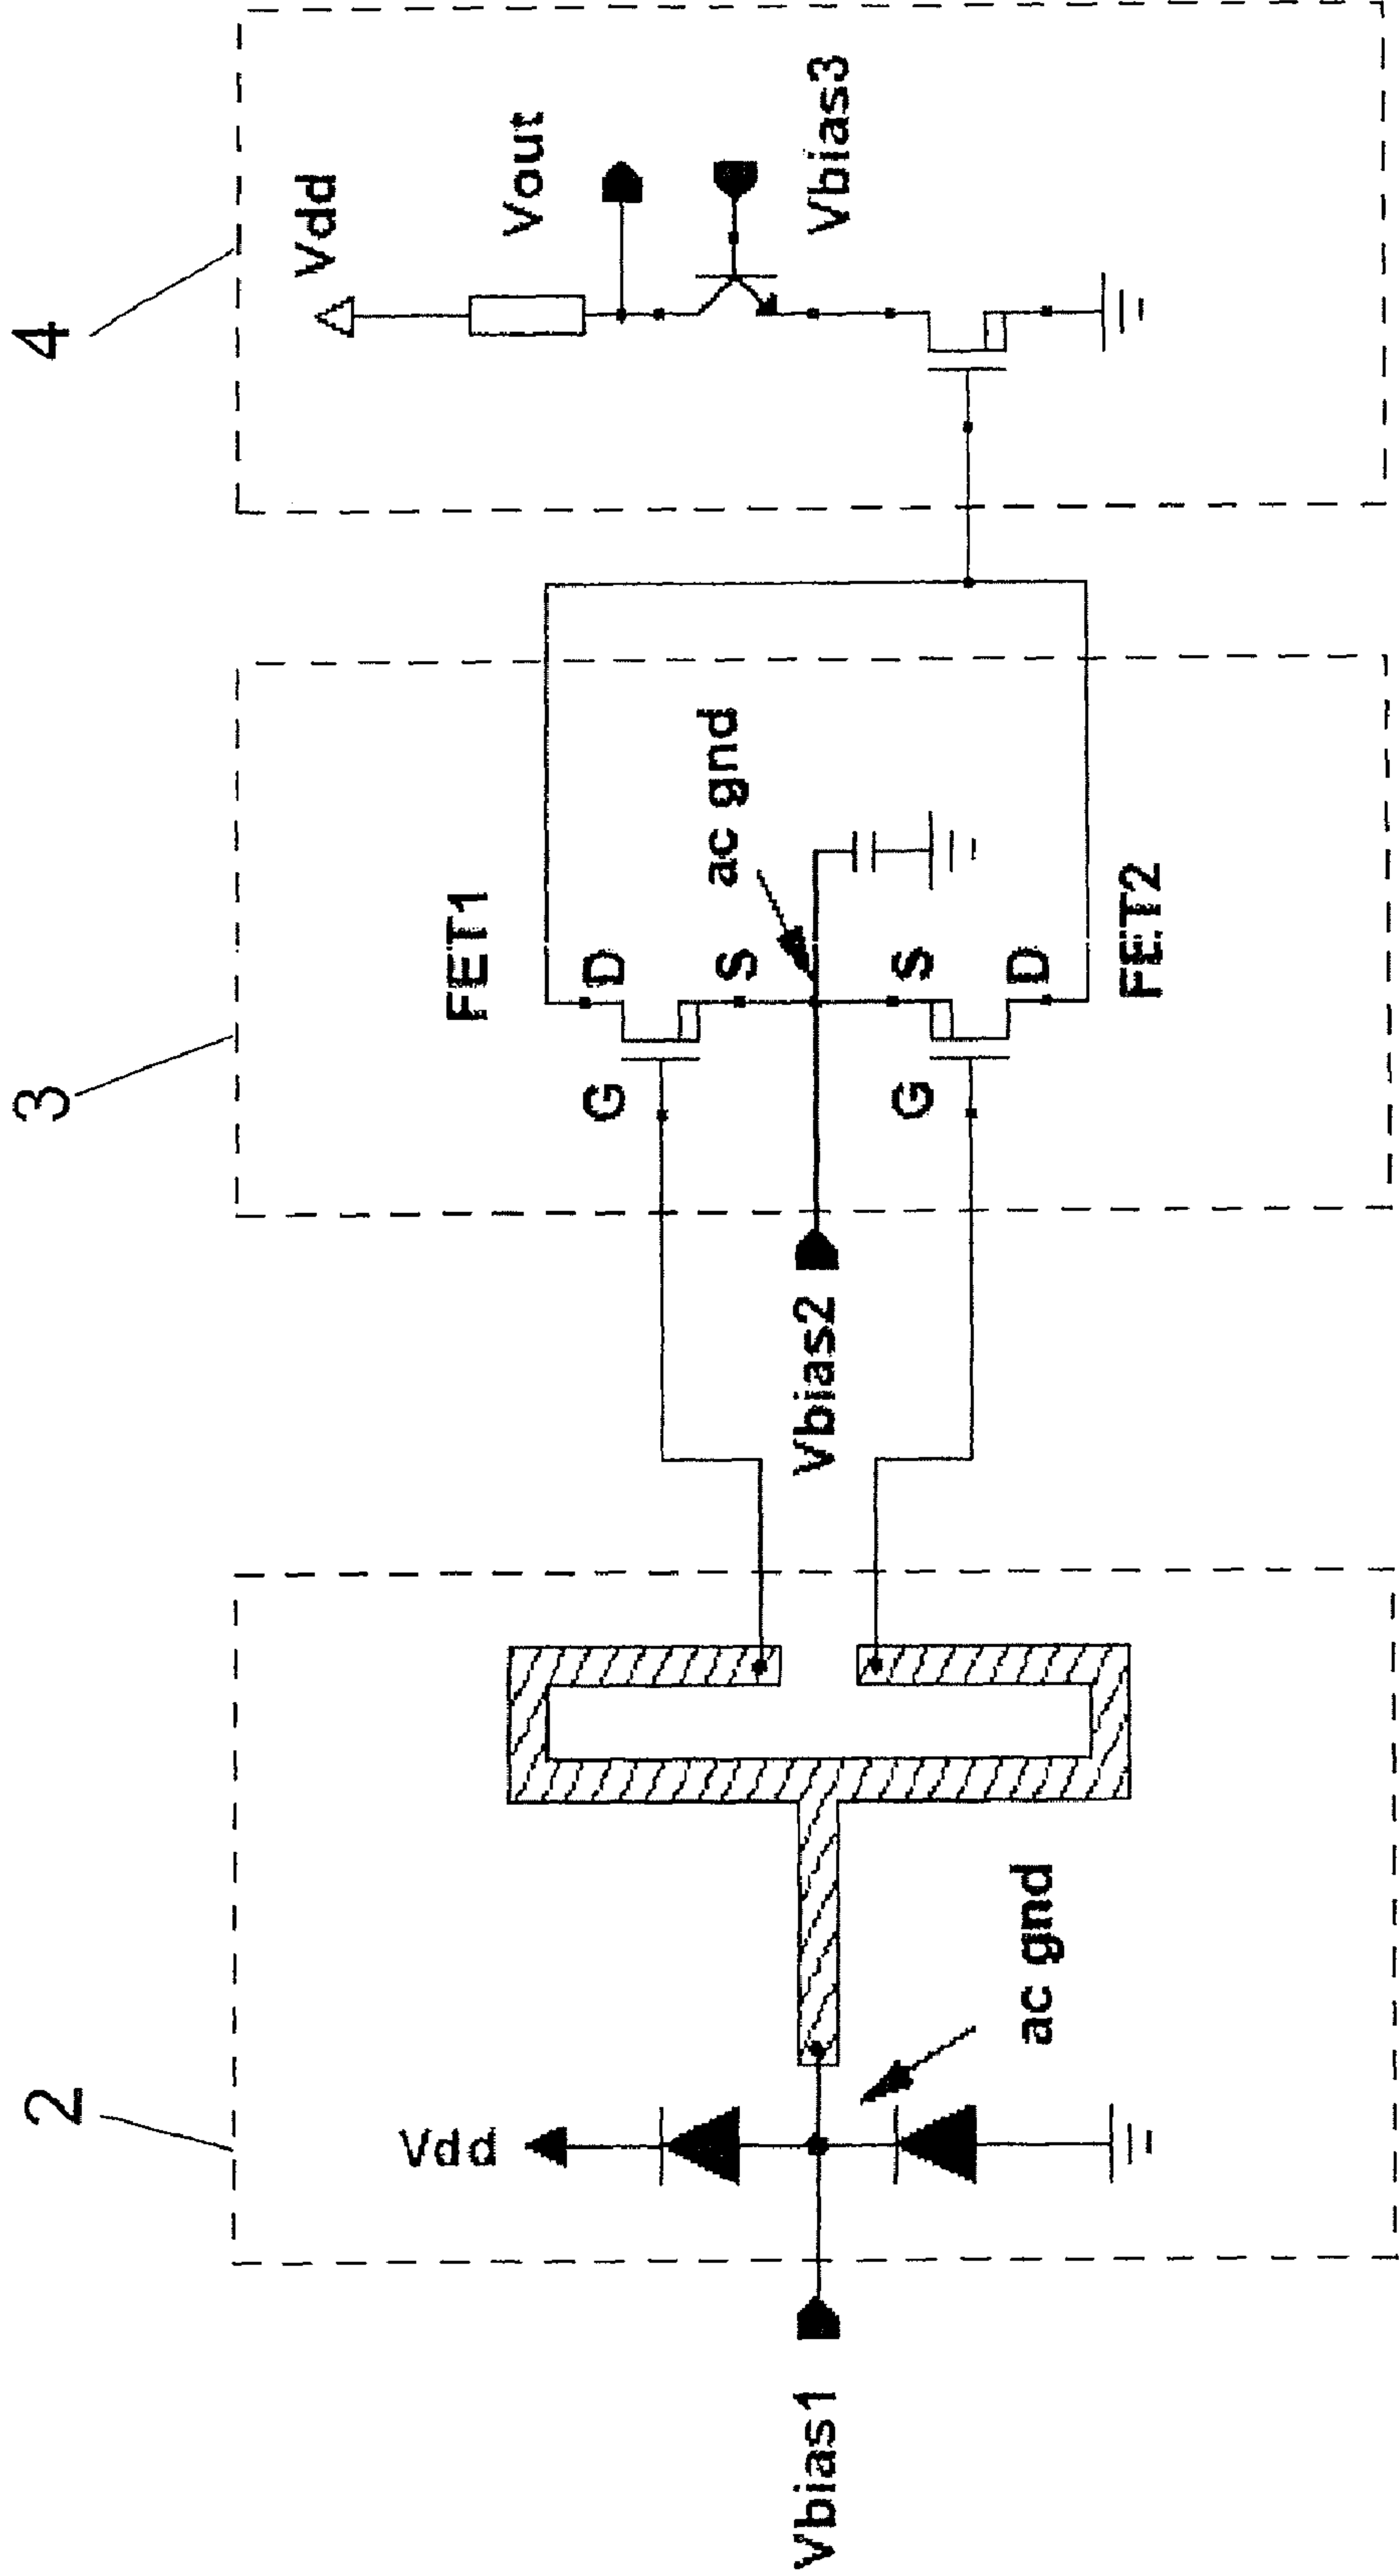 2
3
4
Vdd
Vbias1
ac gnd
Vbias2
FET1
G
D
S
ac gnd
S
G
D
FET2
Vdd
Vout
Vbias3